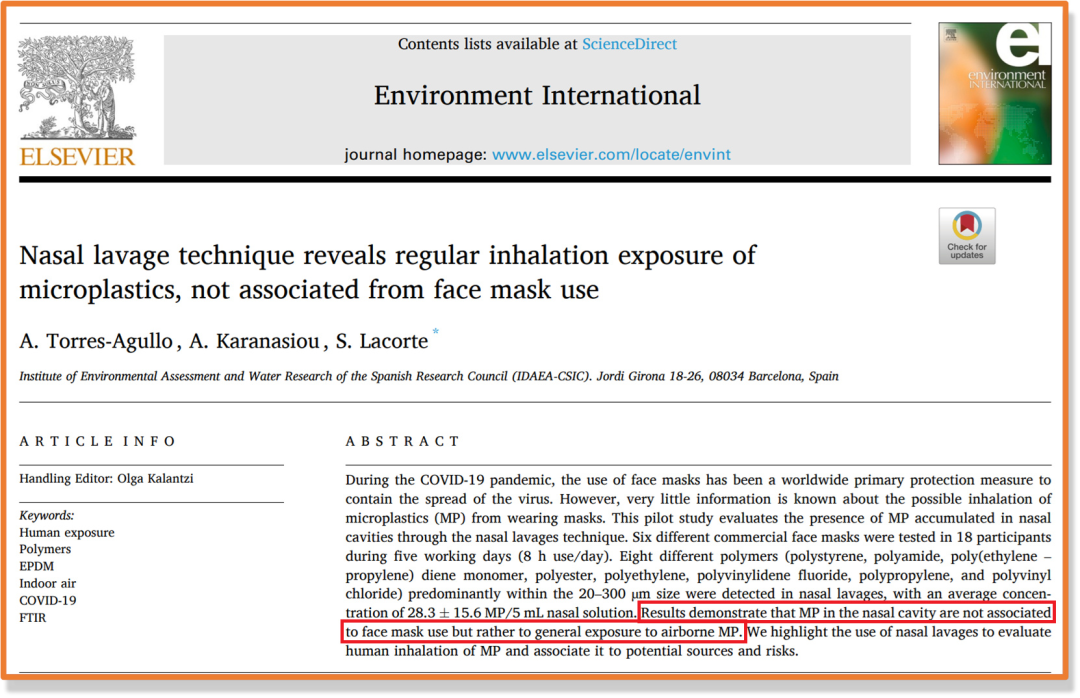 Contents lists available at ScienceDirect
Environment International
journal homepage: www.elsevier.com/locate/envint
ELSEVIER
ei
environment
INTERNATIONAL
Check for
updates
Nasal lavage technique reveals regular inhalation exposure of
microplastics, not associated from face mask use
A. Torres-Agullo, A. Karanasiou, S. Lacorte *
Institute of Environmental Assessment and Water Research of the Spanish Research Council (IDAEA-CSIC). Jordi Girona 18-26, 08034 Barcelona, Spain
ARTICLE INFO
Handling Editor: Olga Kalantzi
Keywords:
Human exposure
Polymers
EPDM
Indoor air
COVID-19
FTIR
ABSTRACT
During the COVID-19 pandemic, the use of face masks has been a worldwide primary protection measure to
contain the spread of the virus. However, very little information is known about the possible inhalation of
microplastics (MP) from wearing masks. This pilot study evaluates the presence of MP accumulated in nasal
cavities through the nasal lavages technique. Six different commercial face masks were tested in 18 participants
during five working days (8 h use/day). Eight different polymers (polystyrene, polyamide, poly(ethylene –
propylene) diene monomer, polyester, polyethylene, polyvinylidene fluoride, polypropylene, and polyvinyl
chloride) predominantly within the 20–300 µm size were detected in nasal lavages, with an average concen-
tration of 28.3 ± 15.6 MP/5 mL nasal solution. Results demonstrate that MP in the nasal cavity are not associated
to face mask use but rather to general exposure to airborne MP. We highlight the use of nasal lavages to evaluate
human inhalation of MP and associate it to potential sources and risks.